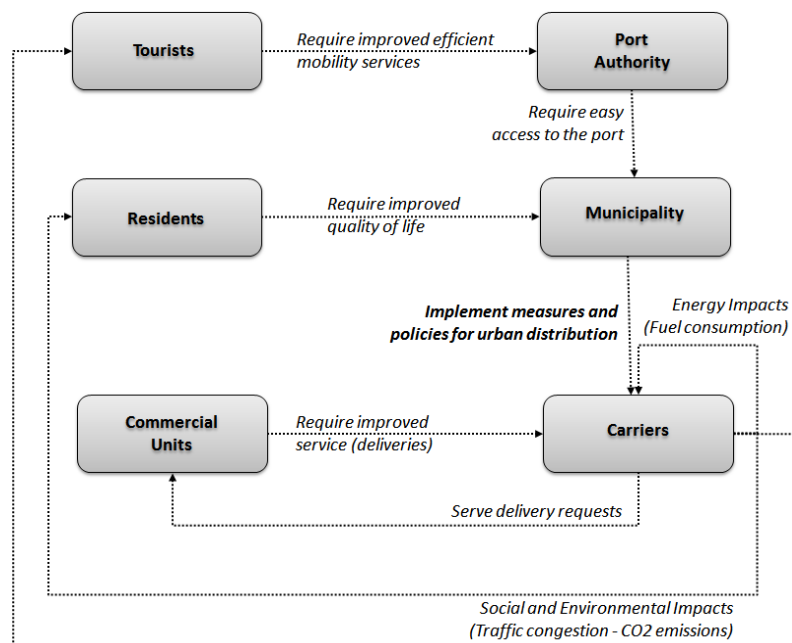 Tourists
Require improved efficient
mobility services
Port
Authority
Require easy
access to the port
Residents
Require improved
quality of life
Municipality
Implement measures and
policies for urban distribution
Energy Impacts
(Fuel consumption)
Commercial
Units
Require improved
service (deliveries)
Carriers
Serve delivery requests
Social and Environmental Impacts
(Traffic congestion - CO2 emissions)